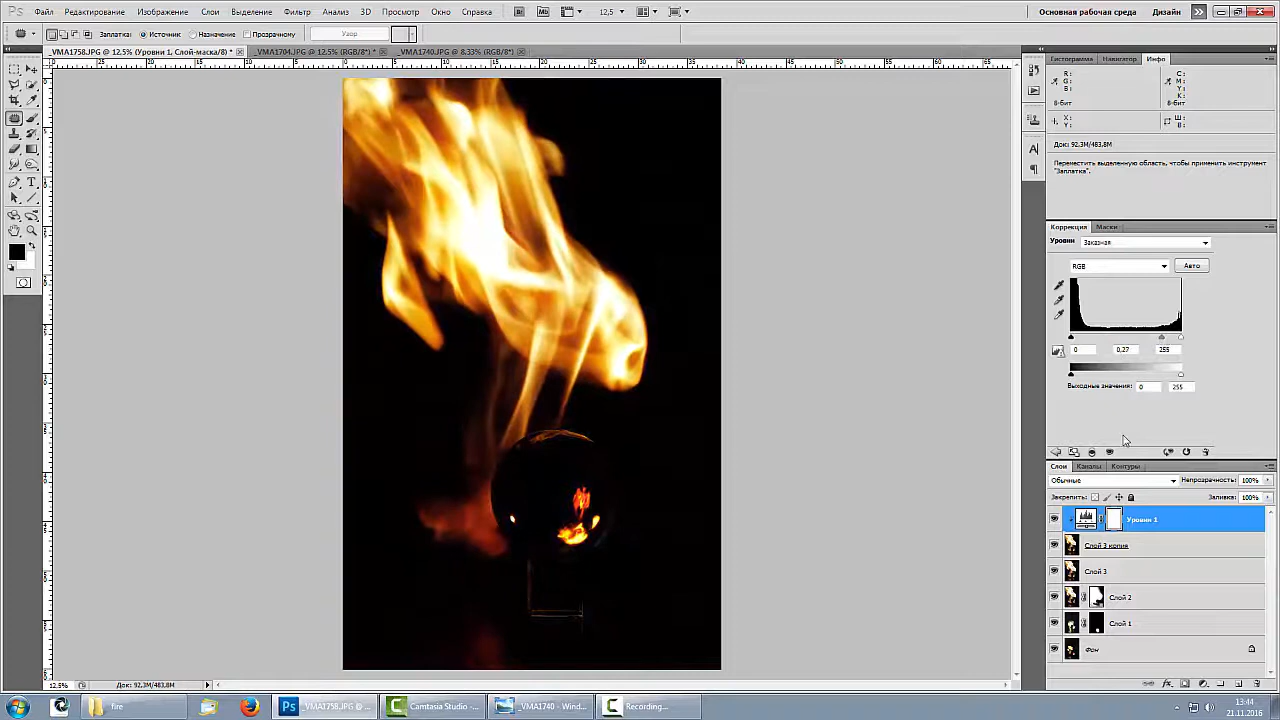 Ps Файл Редактирование Изображение Слои Выделение Фильтр Анализ 3D Просмотр Окно Справка Br Mb 12,5 Основная рабочая среда Дизайн
Заплатка: Источник Назначение Прозрачному Узор
_VMA1758.JPG @ 12.5% (Уровни 1, Слой-маска/8) * _VMA1704.JPG @ 12.5% (RGB/8*) * _VMA1740.JPG @ 8.33% (RGB/8*)
Гистограмма Навигатор Инфо
R: C:
G: M:
B: Y:
K:
8-бит 8-бит
X: Ш:
Y: В:
Док: 92,3M/483,8M
Переместить выделенную область, чтобы применить инструмент
"Заплатка".
Коррекция Маски
Уровни Заказная
RGB Авто
0 0,27 255
Выходные значения: 0 255
Слои Каналы Контуры
Обычные Непрозрачность: 100%
Закрепить: Заливка: 100%
Уровни 1
Слой 3 копия
Слой 3
Слой 2
Слой 1
Фон
12.5% Док: 92,3M/483,8M
fire _VMA1758.JPG @ ... Camtasia Studio - ... _VMA1740 - Wind... Recording...
13:44
21.11.2016